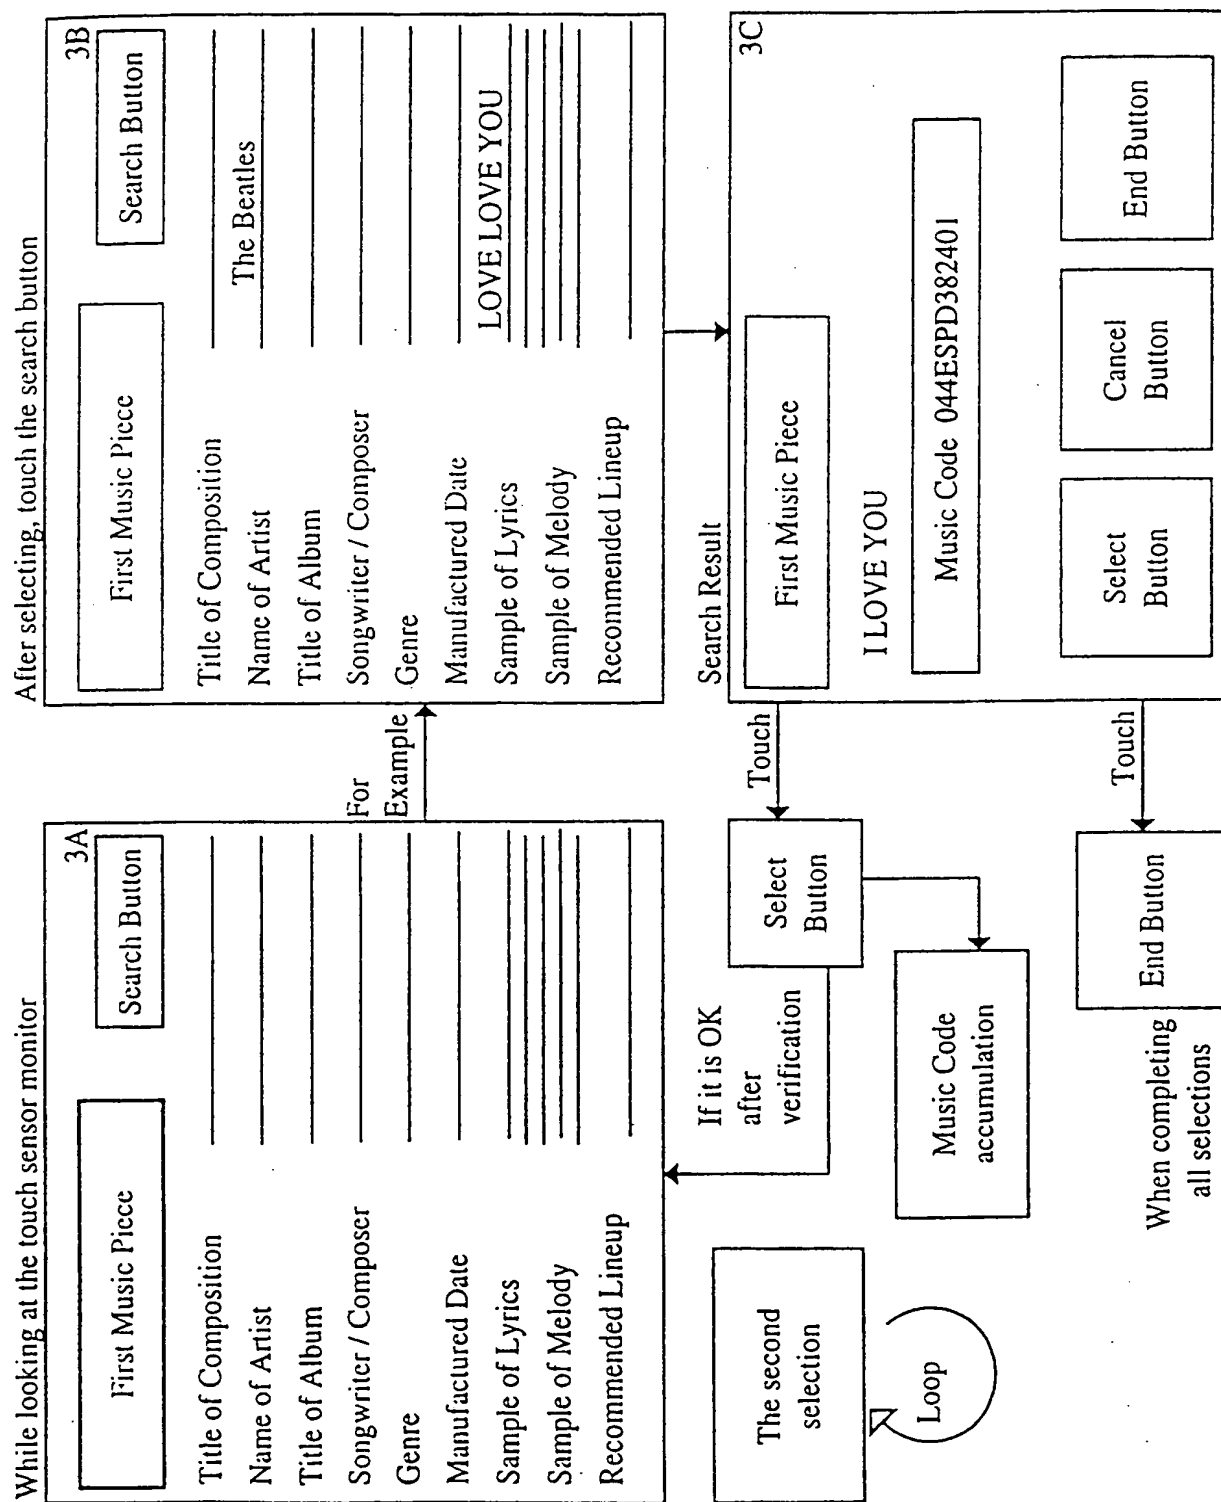 While looking at the touch sensor monitor
3A
First Music Piece
Search Button
Title of Composition
Name of Artist
Title of Album
Songwriter / Composer
Genre
Manufactured Date
Sample of Lyrics
Sample of Melody
Recommended Lineup
For
Example
After selecting, touch the search button
3B
First Music Piece
Search Button
Title of Composition
Name of Artist The Beatles
Title of Album
Songwriter / Composer
Genre
Manufactured Date
Sample of Lyrics LOVE LOVE YOU
Sample of Melody
Recommended Lineup
Search Result
3C
First Music Piece
I LOVE YOU
Music Code 044ESPD382401
Select
Button
Cancel
Button
End Button
Touch
Select
Button
If it is OK
after
verification
Music Code
accumulation
The second
selection
Loop
Touch
End Button
When completing
all selections